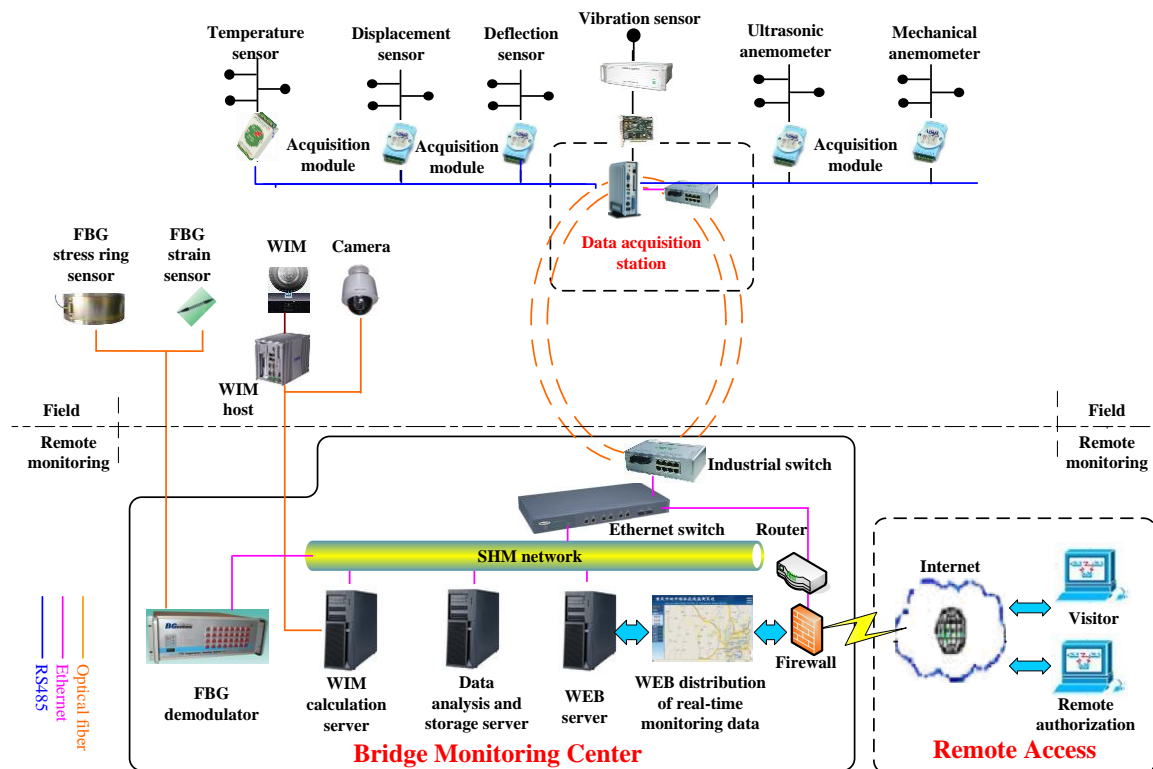 Vibration sensor
Temperature
sensor
Displacement
sensor
Deflection
sensor
Ultrasonic
anemometer
Mechanical
anemometer
Acquisition
module
Acquisition
module
Acquisition
module
Data acquisition
station
FBG
stress ring
sensor
FBG
strain
sensor
WIM
Camera
WIM
host
Field
Remote
monitoring
Field
Remote
monitoring
Industrial switch
Ethernet switch
Router
SHM network
Internet
Visitor
Remote
authorization
Firewall
FBG
demodulator
WIM
calculation
server
Data
analysis and
storage server
WEB
server
WEB distribution
of real-time
monitoring data
Bridge Monitoring Center
Remote Access
RS485
Ethernet
Optical fiber